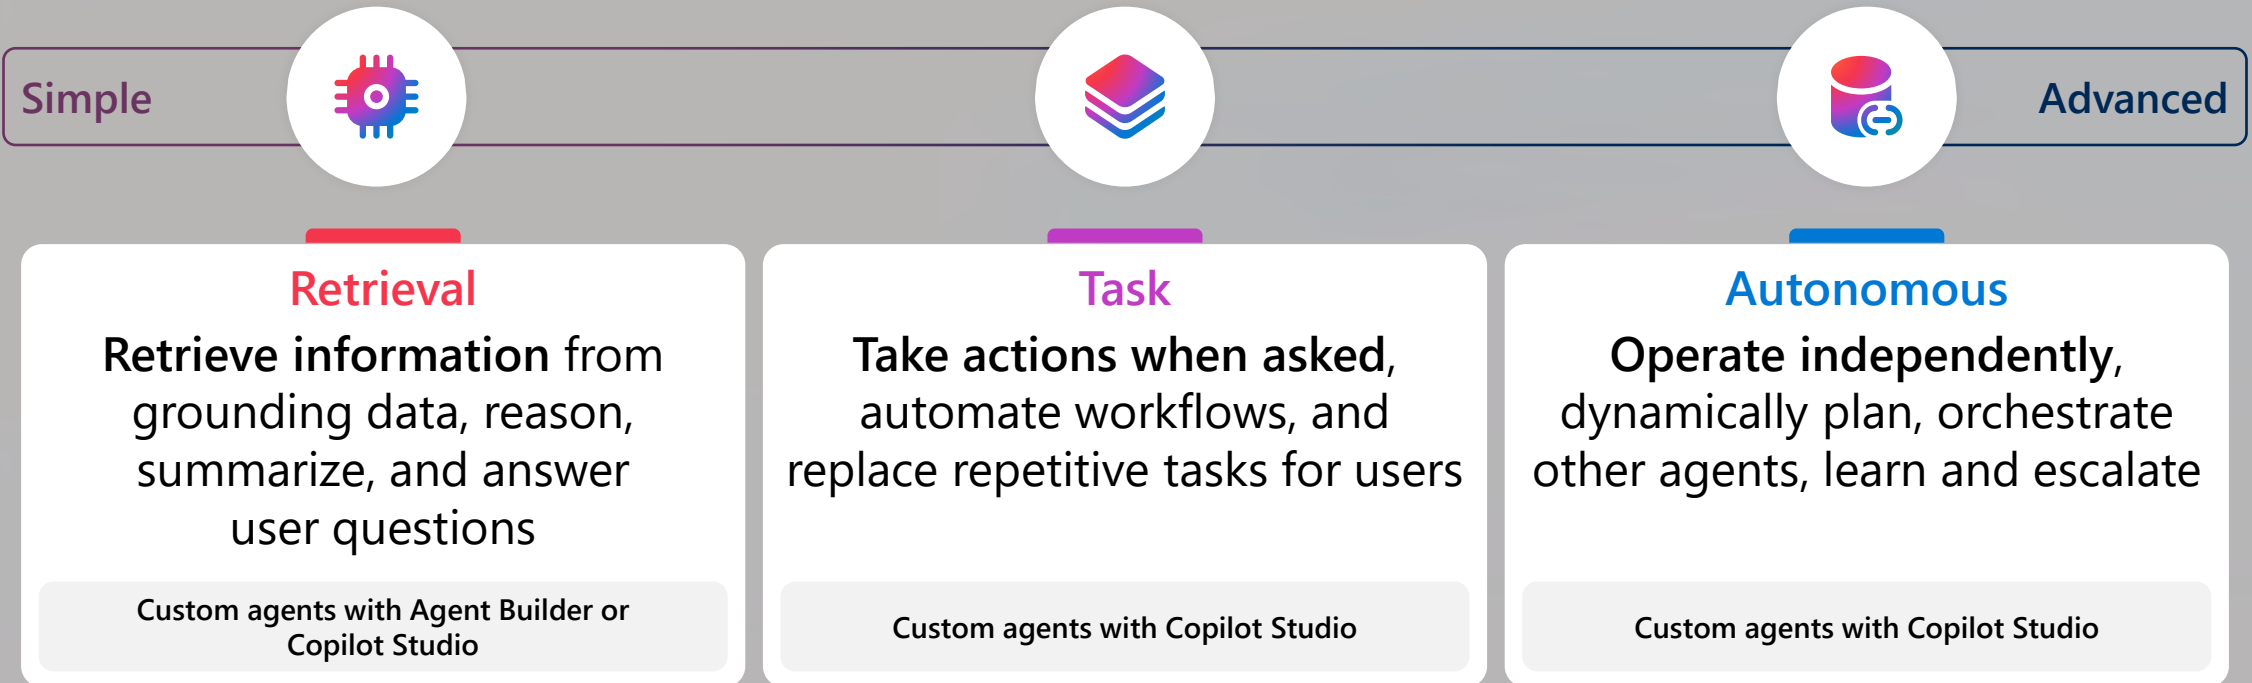 Simple
Advanced
Retrieval
Retrieve information from
grounding data, reason,
summarize, and answer
user questions
Custom agents with Agent Builder or
Copilot Studio
Task
Take actions when asked,
automate workflows, and
replace repetitive tasks for users
Custom agents with Copilot Studio
Autonomous
Operate independently,
dynamically plan, orchestrate
other agents, learn and escalate
Custom agents with Copilot Studio